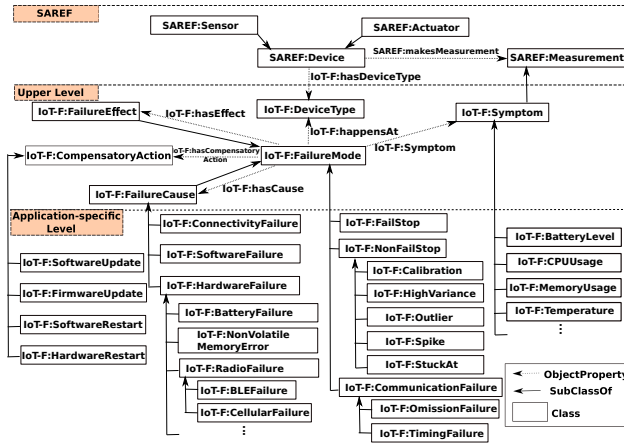 SAREF
SAREF:Sensor
SAREF:Actuator
SAREF:Device
SAREF:makesMeasurement
SAREF:Measurement
IoT-F:hasDeviceType
Upper Level
IoT-F:FailureEffect
IoT-F:hasEffect
IoT-F:DeviceType
IoT-F:Symptom
IoT-F:happensAt
IoT-F:CompensatoryAction
IoT-F:hasCompensatory
Action
IoT-F:FailureMode
IoT-F:Symptom
IoT-F:FailureCause
IoT-F:hasCause
Application-specific
Level
IoT-F:ConnectivityFailure
IoT-F:SoftwareFailure
IoT-F:HardwareFailure
IoT-F:BatteryFailure
IoT-F:NonVolatile
MemoryError
IoT-F:RadioFailure
IoT-F:BLEFailure
IoT-F:CellularFailure
...
IoT-F:SoftwareUpdate
IoT-F:FirmwareUpdate
IoT-F:SoftwareRestart
IoT-F:HardwareRestart
IoT-F:FailStop
IoT-F:NonFailStop
IoT-F:Calibration
IoT-F:HighVariance
IoT-F:Outlier
IoT-F:Spike
IoT-F:StuckAt
IoT-F:CommunicationFailure
IoT-F:OmissionFailure
IoT-F:TimingFailure
IoT-F:BatteryLevel
IoT-F:CPUUsage
IoT-F:MemoryUsage
IoT-F:Temperature
...
ObjectProperty
SubClassOf
Class